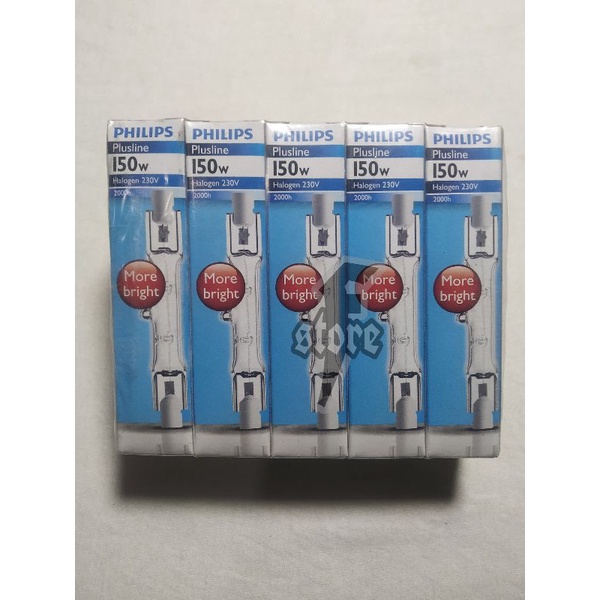 PHILIPS
Plusline
150w
Halogen 230V
2000h
More
bright
PHILIPS
Plusline
150w
Halogen 230V
2000h
More
bright
PHILIPS
Plusline
150w
Halogen 230V
2000h
More
bright
PHILIPS
Plusline
150w
Halogen 230V
2000h
More
bright
PHILIPS
Plusline
150w
Halogen 230V
2000h
More
bright
store